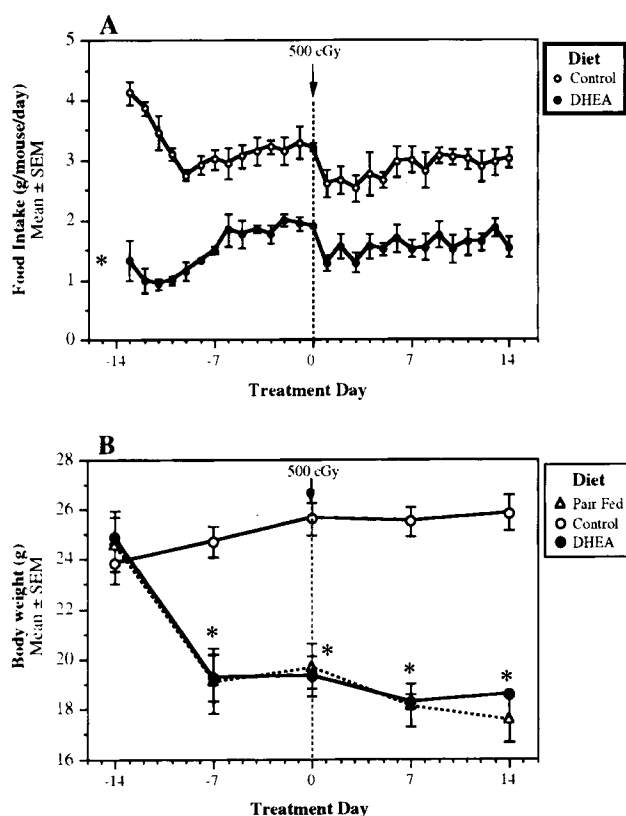 A
500 cGy
Diet
Control
DHEA
Food Intake (g/mouse/day)
Mean ± SEM
5
4
3
2
1
0
*
-14
-7
0
7
14
Treatment Day
B
500 cGy
Diet
Pair Fed
Control
DHEA
Body weight (g)
Mean ± SEM
28
26
24
22
20
18
16
*
*
*
*
-14
-7
0
7
14
Treatment Day